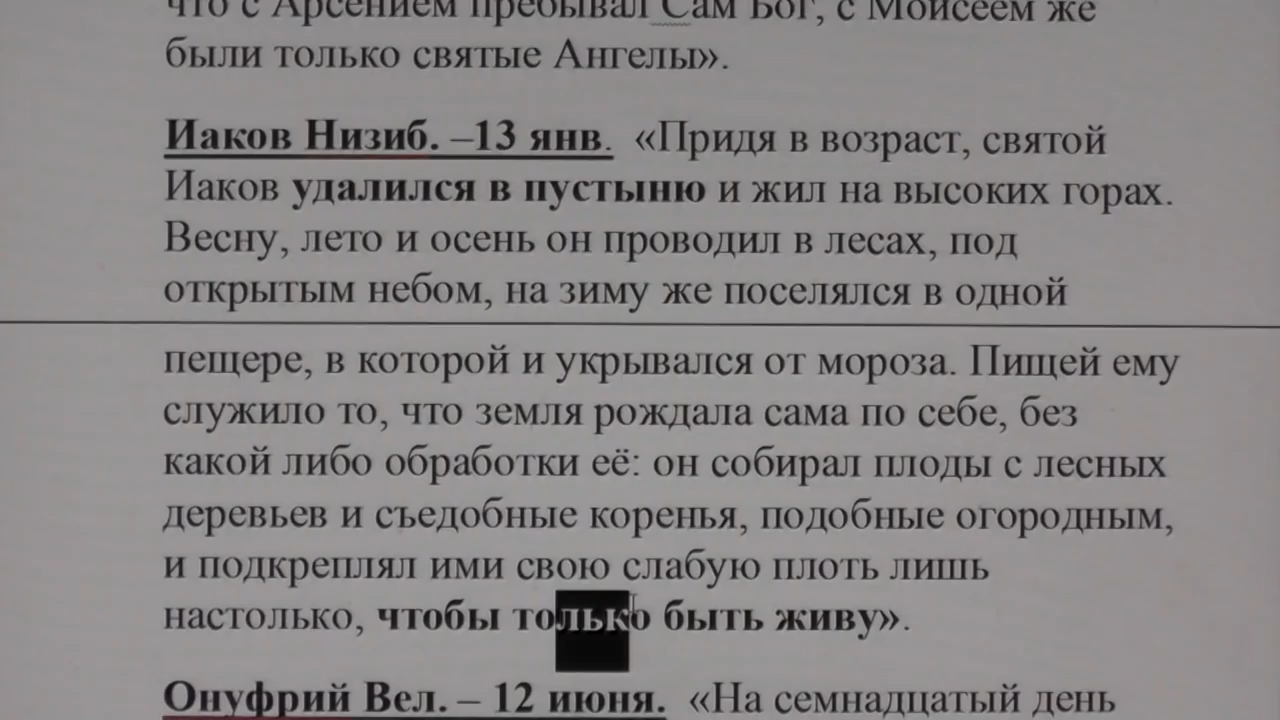 что с Арсением пребывал Сам Бог, с Моисеем же
были только святые Ангелы».
Иаков Низиб. –13 янв.  «Придя в возраст, святой
Иаков удалился в пустыню и жил на высоких горах.
Весну, лето и осень он проводил в лесах, под
открытым небом, на зиму же поселялся в одной
пещере, в которой и укрывался от мороза. Пищей ему
служило то, что земля рождала сама по себе, без
какой либо обработки её: он собирал плоды с лесных
деревьев и съедобные коренья, подобные огородным,
и подкреплял ими свою слабую плоть лишь
настолько, чтобы только быть живу».
Онуфрий Вел. – 12 июня.  «На семнадцатый день